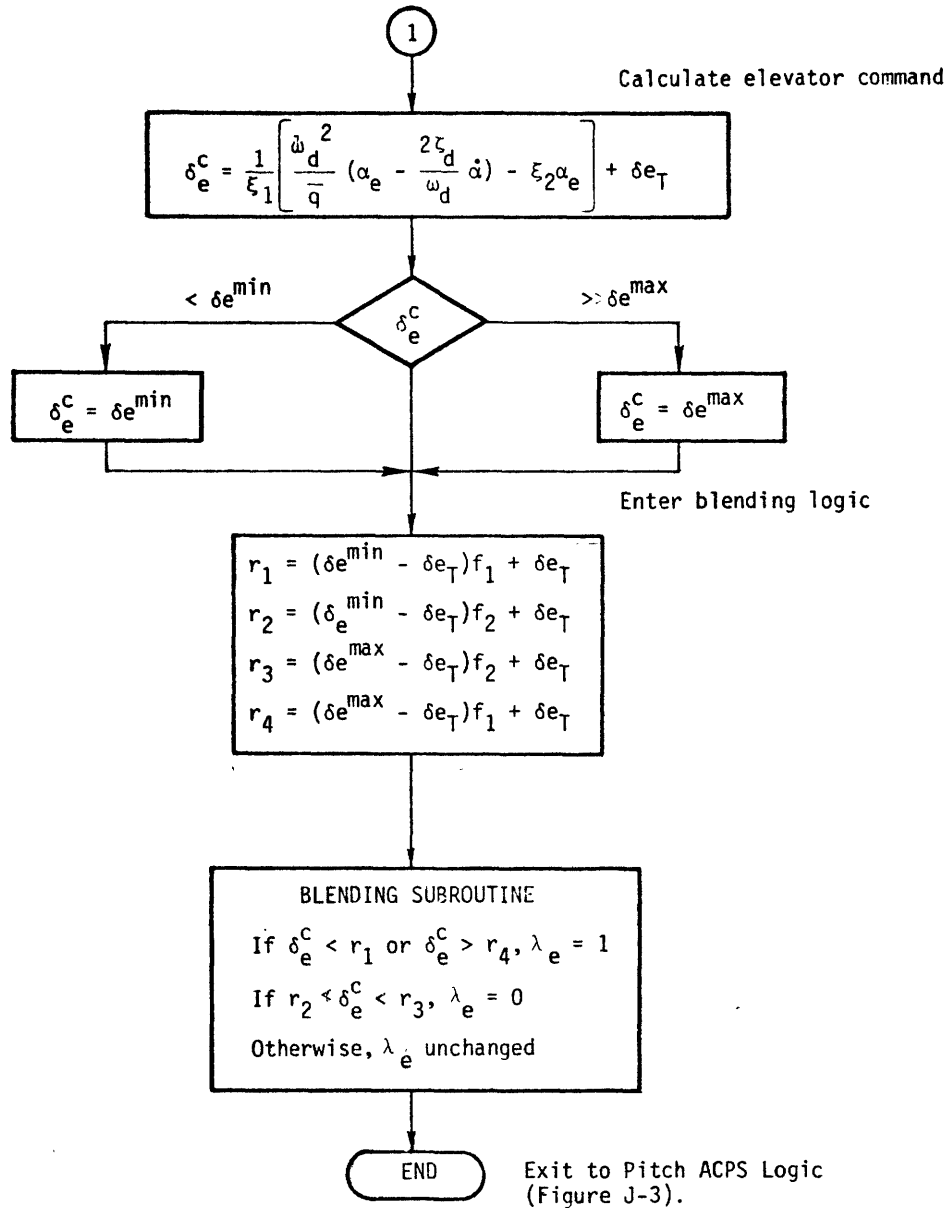 1
Calculate elevator command
δ_e^c = 1/ξ_1 [ ω_d^2/q̄ (α_e - 2ζ_d/ω_d α̇) - ξ_2α_e ] + δe_T
< δe^min
δ_e^c
> δe^max
δ_e^c = δe^min
δ_e^c = δe^max
Enter blending logic
r_1 = (δe^min - δe_T)f_1 + δe_T
r_2 = (δ_e^min - δe_T)f_2 + δe_T
r_3 = (δe^max - δe_T)f_2 + δe_T
r_4 = (δe^max - δe_T)f_1 + δe_T
BLENDING SUBROUTINE
If δ_e^c < r_1 or δ_e^c > r_4, λ_e = 1
If r_2 < δ_e^c < r_3, λ_e = 0
Otherwise, λ_e unchanged
END
Exit to Pitch ACPS Logic
(Figure J-3).